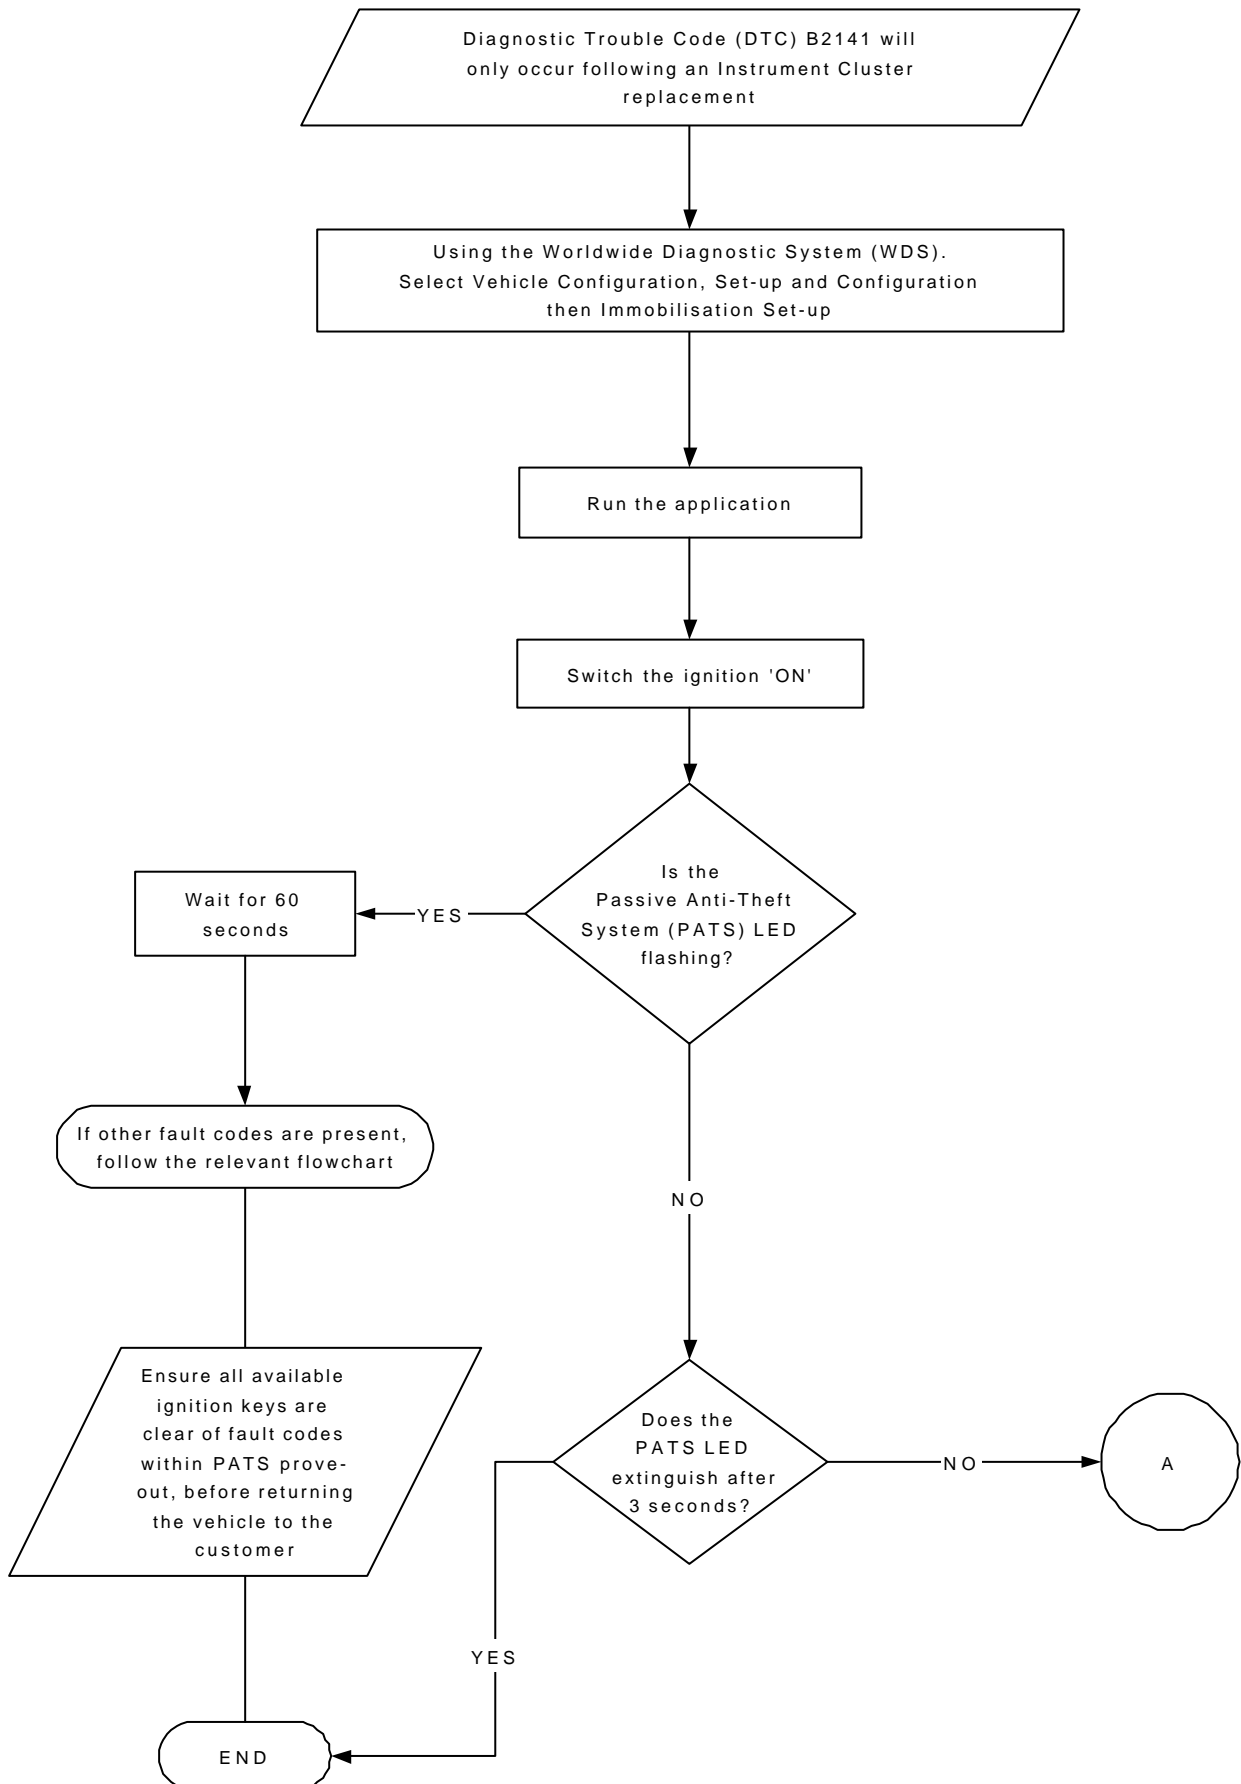 Diagnostic Trouble Code (DTC) B2141 will
only occur following an Instrument Cluster
replacement
Using the Worldwide Diagnostic System (WDS).
Select Vehicle Configuration, Set-up and Configuration
then Immobilisation Set-up
Run the application
Switch the ignition 'ON'
Is the
Passive Anti-Theft
System (PATS) LED
flashing?
YES
Wait for 60
seconds
If other fault codes are present,
follow the relevant flowchart
NO
Ensure all available
ignition keys are
clear of fault codes
within PATS prove-
out, before returning
the vehicle to the
customer
Does the
PATS LED
extinguish after
3 seconds?
NO
A
YES
END